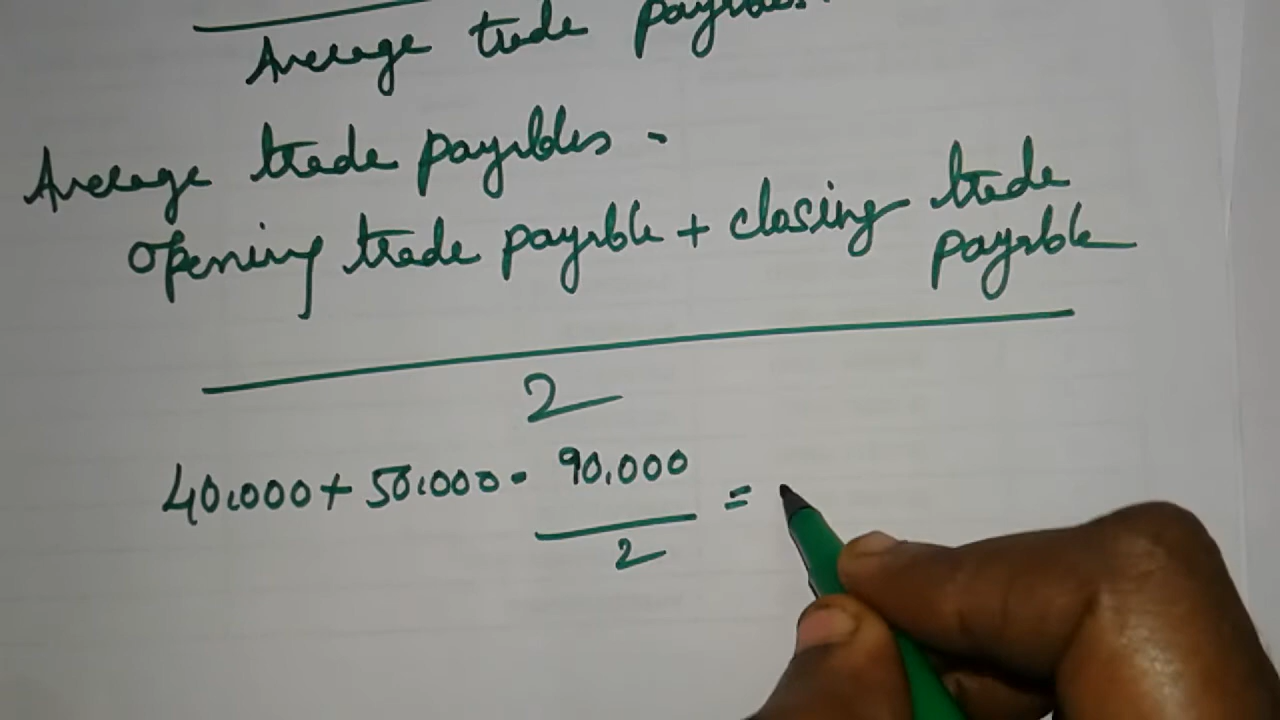 Average trade payables.
Average trade payables =
opening trade payable + closing trade
payable
2
40,000 + 50,000 = 90,000
2
=